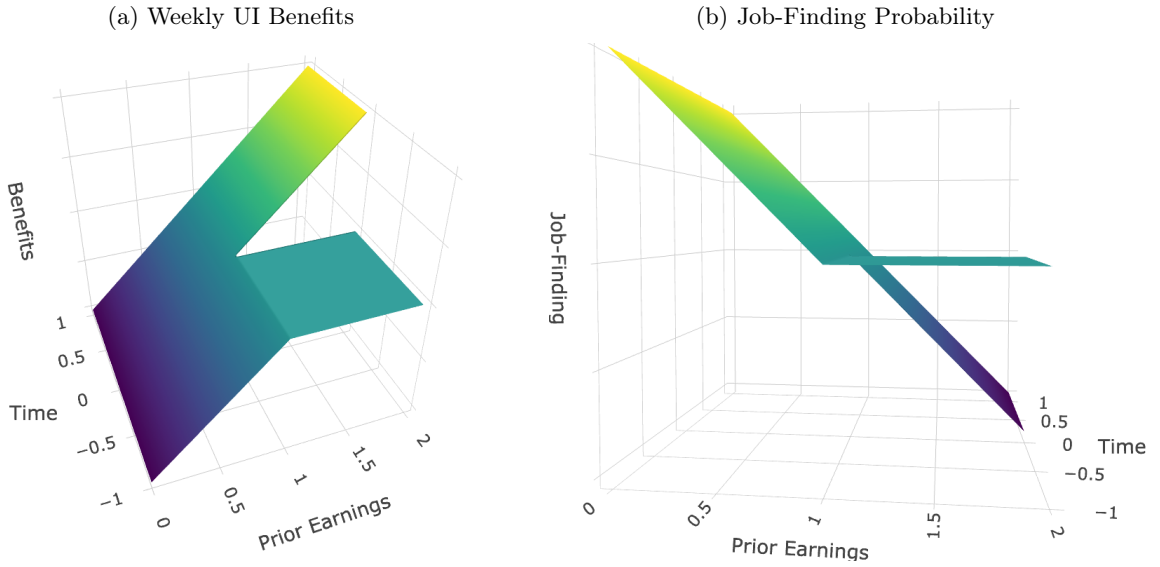 (a) Weekly UI Benefits
Benefits
1
0.5
0
−0.5
−1
Time
0
0.5
1
1.5
2
Prior Earnings
(b) Job-Finding Probability
Job-Finding
0
0.5
1
1.5
2
Prior Earnings
1
0.5
0
−0.5
−1
Time